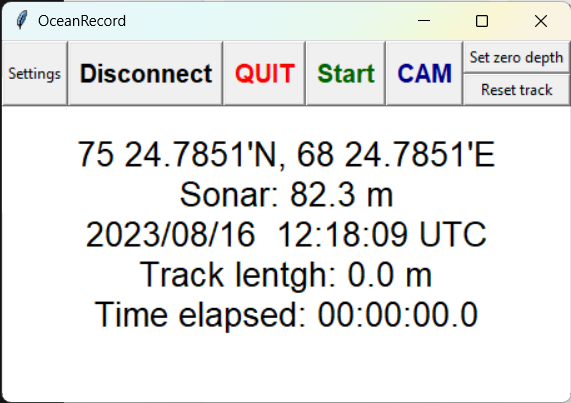 OceanRecord
Settings
Disconnect
QUIT
Start
CAM
Set zero depth
Reset track
75 24.7851'N, 68 24.7851'E
Sonar: 82.3 m
2023/08/16  12:18:09 UTC
Track lentgh: 0.0 m
Time elapsed: 00:00:00.0